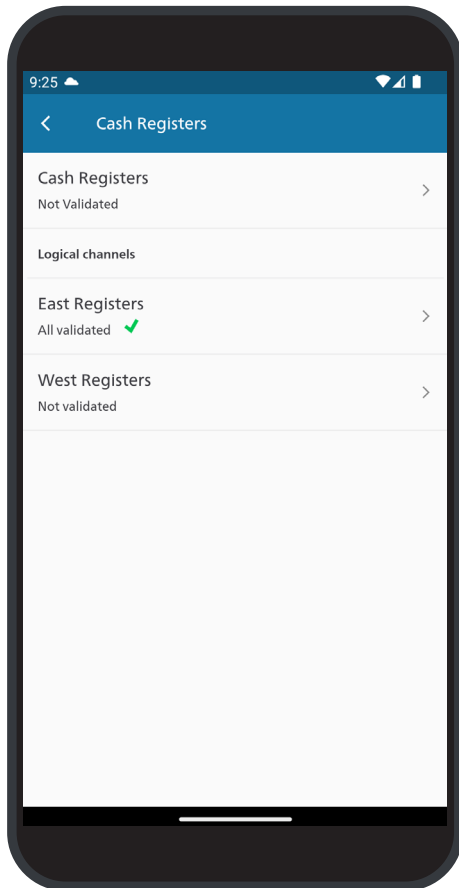 9:25
Cash Registers
Cash Registers
Not Validated
Logical channels
East Registers
All validated
West Registers
Not validated